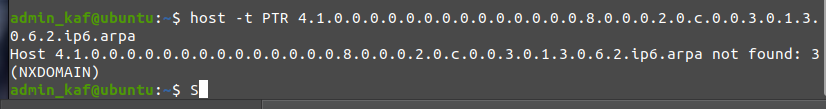 admin_kaf@ubuntu:~$ host -t PTR 4.1.0.0.0.0.0.0.0.0.0.0.0.0.0.8.0.0.0.2.0.c.0.0.3.0.1.3.
0.6.2.ip6.arpa
Host 4.1.0.0.0.0.0.0.0.0.0.0.0.0.0.8.0.0.0.2.0.c.0.0.3.0.1.3.0.6.2.ip6.arpa not found: 3
(NXDOMAIN)
admin_kaf@ubuntu:~$ S